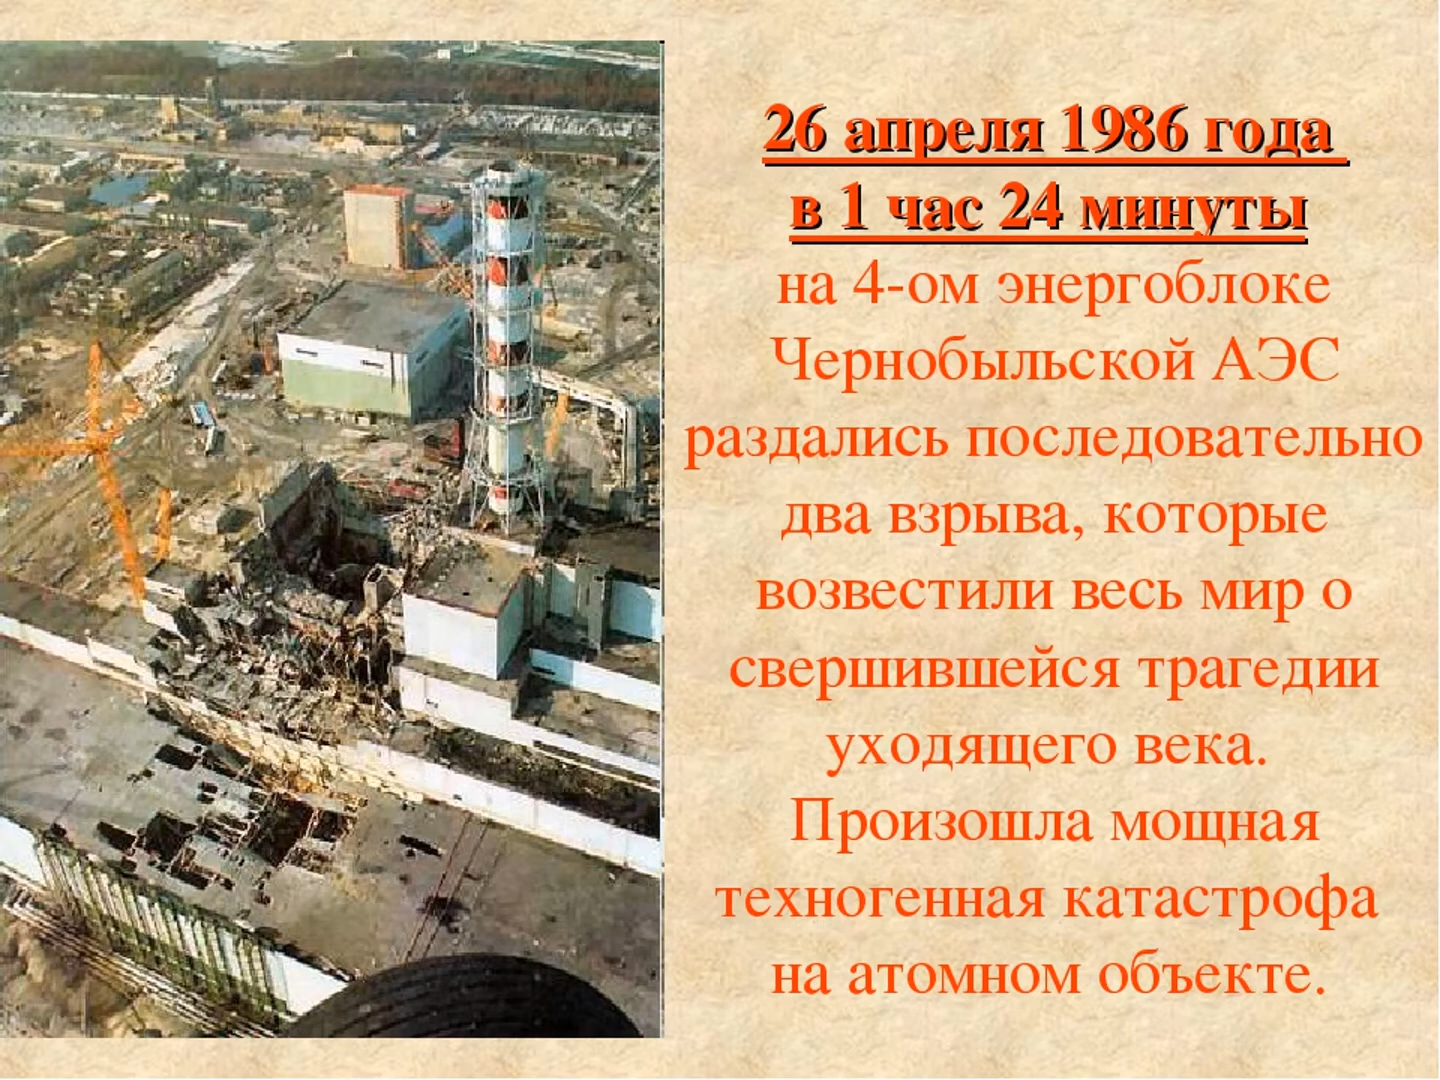 26 апреля 1986 года
в 1 час 24 минуты
на 4-ом энергоблоке
Чернобыльской АЭС
раздались последовательно
два взрыва, которые
возвестили весь мир о
свершившейся трагедии
уходящего века.
Произошла мощная
техногенная катастрофа
на атомном объекте.